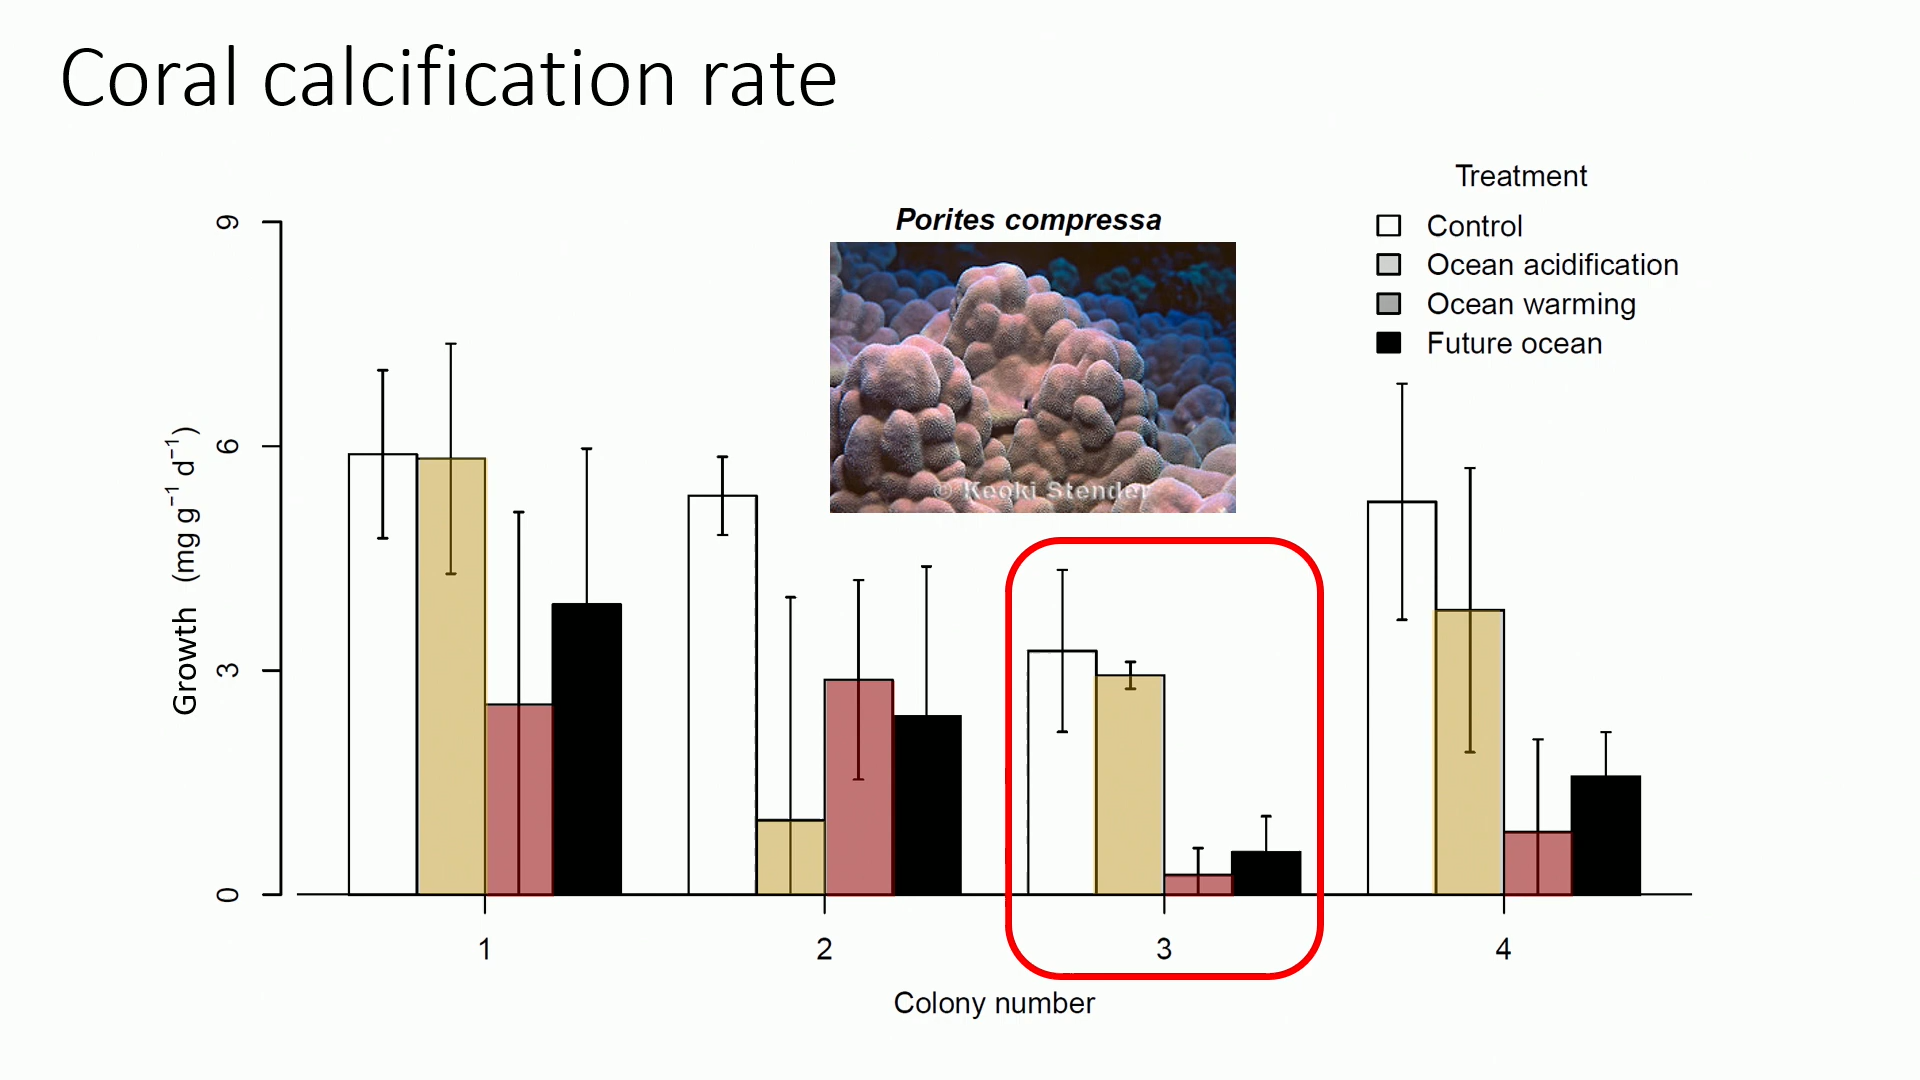 Coral calcification rate
Treatment
Control
Ocean acidification
Ocean warming
Future ocean
Porites compressa
© Keoki Stender
Growth (mg g⁻¹ d⁻¹)
9
6
3
0
1 2 3 4
Colony number